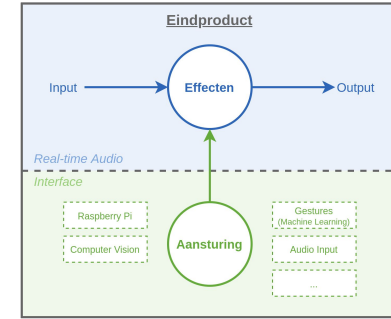 Eindproduct
Input
Effecten
Output
Real-time Audio
Interface
Raspberry Pi
Computer Vision
Aansturing
Gestures
(Machine Learning)
Audio Input
...